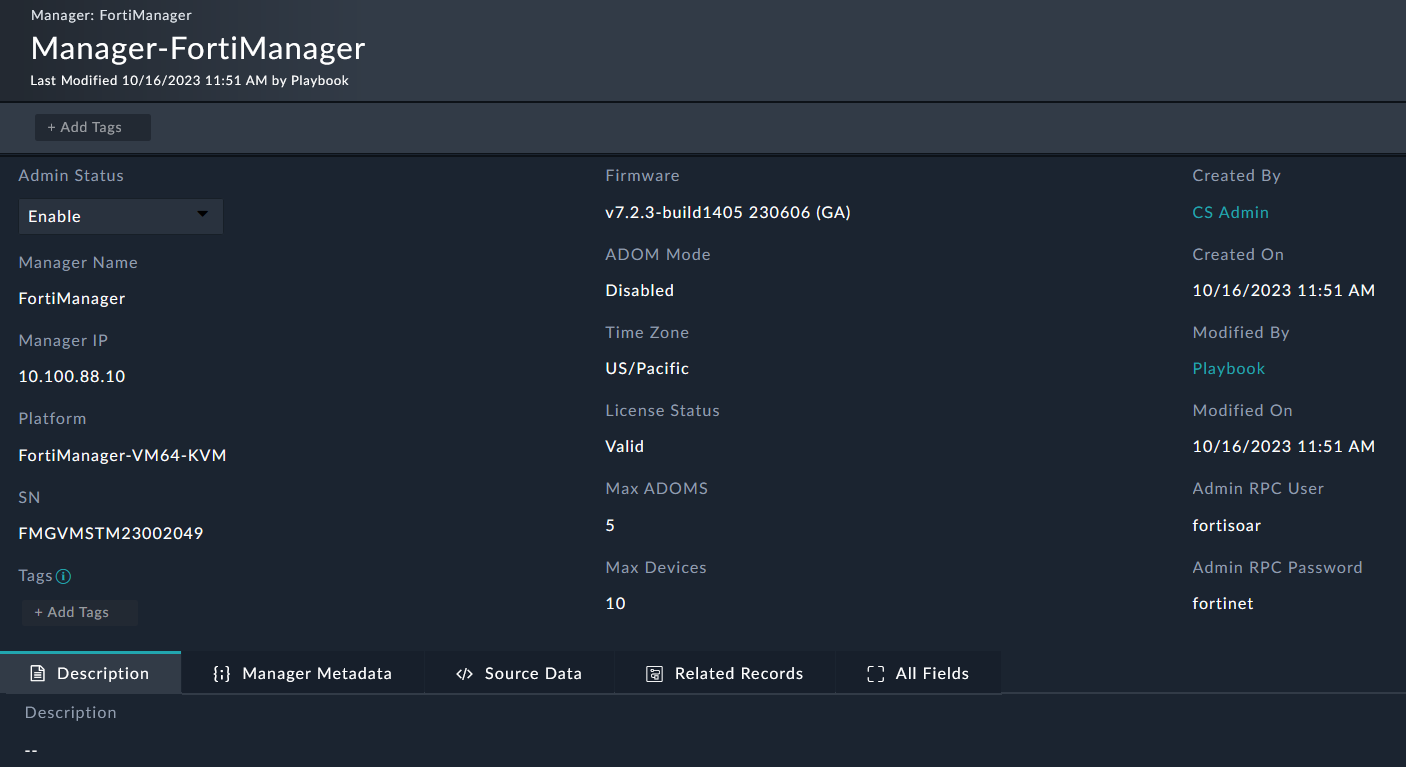 Manager: FortiManager
Manager-FortiManager
Last Modified 10/16/2023 11:51 AM by Playbook
+ Add Tags
Admin Status
Enable
Manager Name
FortiManager
Manager IP
10.100.88.10
Platform
FortiManager-VM64-KVM
SN
FMGVMSTM23002049
Tags
+ Add Tags
Firmware
v7.2.3-build1405 230606 (GA)
ADOM Mode
Disabled
Time Zone
US/Pacific
License Status
Valid
Max ADOMS
5
Max Devices
10
Created By
CS Admin
Created On
10/16/2023 11:51 AM
Modified By
Playbook
Modified On
10/16/2023 11:51 AM
Admin RPC User
fortisoar
Admin RPC Password
fortinet
Description
Manager Metadata
Source Data
Related Records
All Fields
Description
--